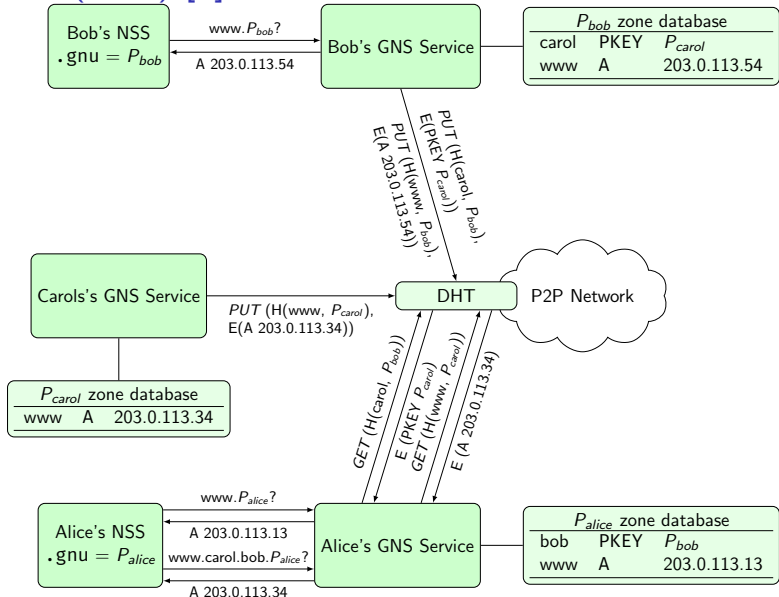 Bob's NSS
.gnu = P_bob
www.P_bob?
A 203.0.113.54
Bob's GNS Service
P_bob zone database
carol PKEY P_carol
www A 203.0.113.54
PUT (H(carol, P_bob),
E(PKEY P_carol))
PUT (H(www, P_bob),
E(A 203.0.113.54))
Carols's GNS Service
PUT (H(www, P_carol),
E(A 203.0.113.34))
DHT
P2P Network
P_carol zone database
www A 203.0.113.34
GET (H(carol, P_bob))
E (PKEY P_carol)
GET (H(www, P_carol))
E (A 203.0.113.34)
Alice's NSS
.gnu = P_alice
www.P_alice?
A 203.0.113.13
www.carol.bob.P_alice?
A 203.0.113.34
Alice's GNS Service
P_alice zone database
bob PKEY P_bob
www A 203.0.113.13